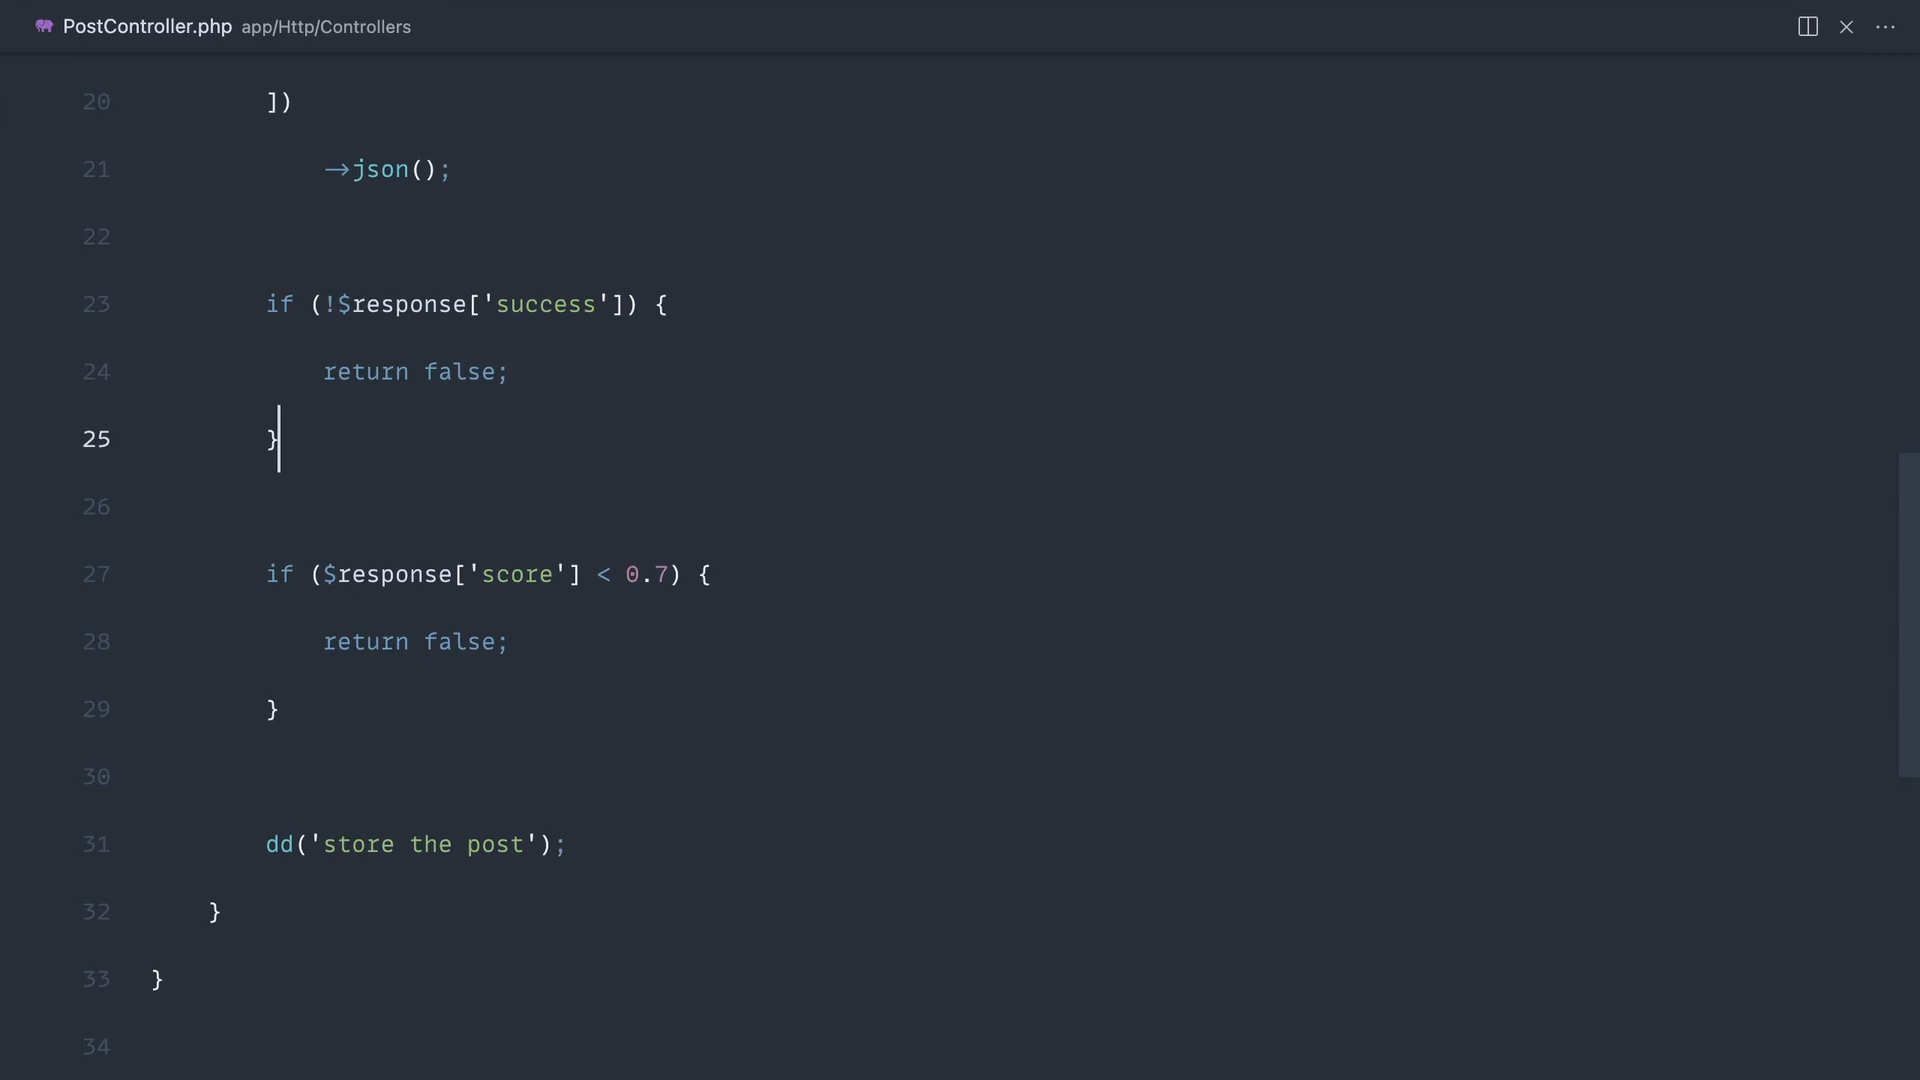 PostController.php app/Http/Controllers
20 ])
21 ->json();
22
23 if (!$response['success']) {
24 return false;
25 }
26
27 if ($response['score'] < 0.7) {
28 return false;
29 }
30
31 dd('store the post');
32 }
33 }
34